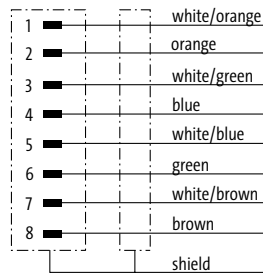 1 white/orange
2 orange
3 white/green
4 blue
5 white/blue
6 green
7 white/brown
8 brown
shield